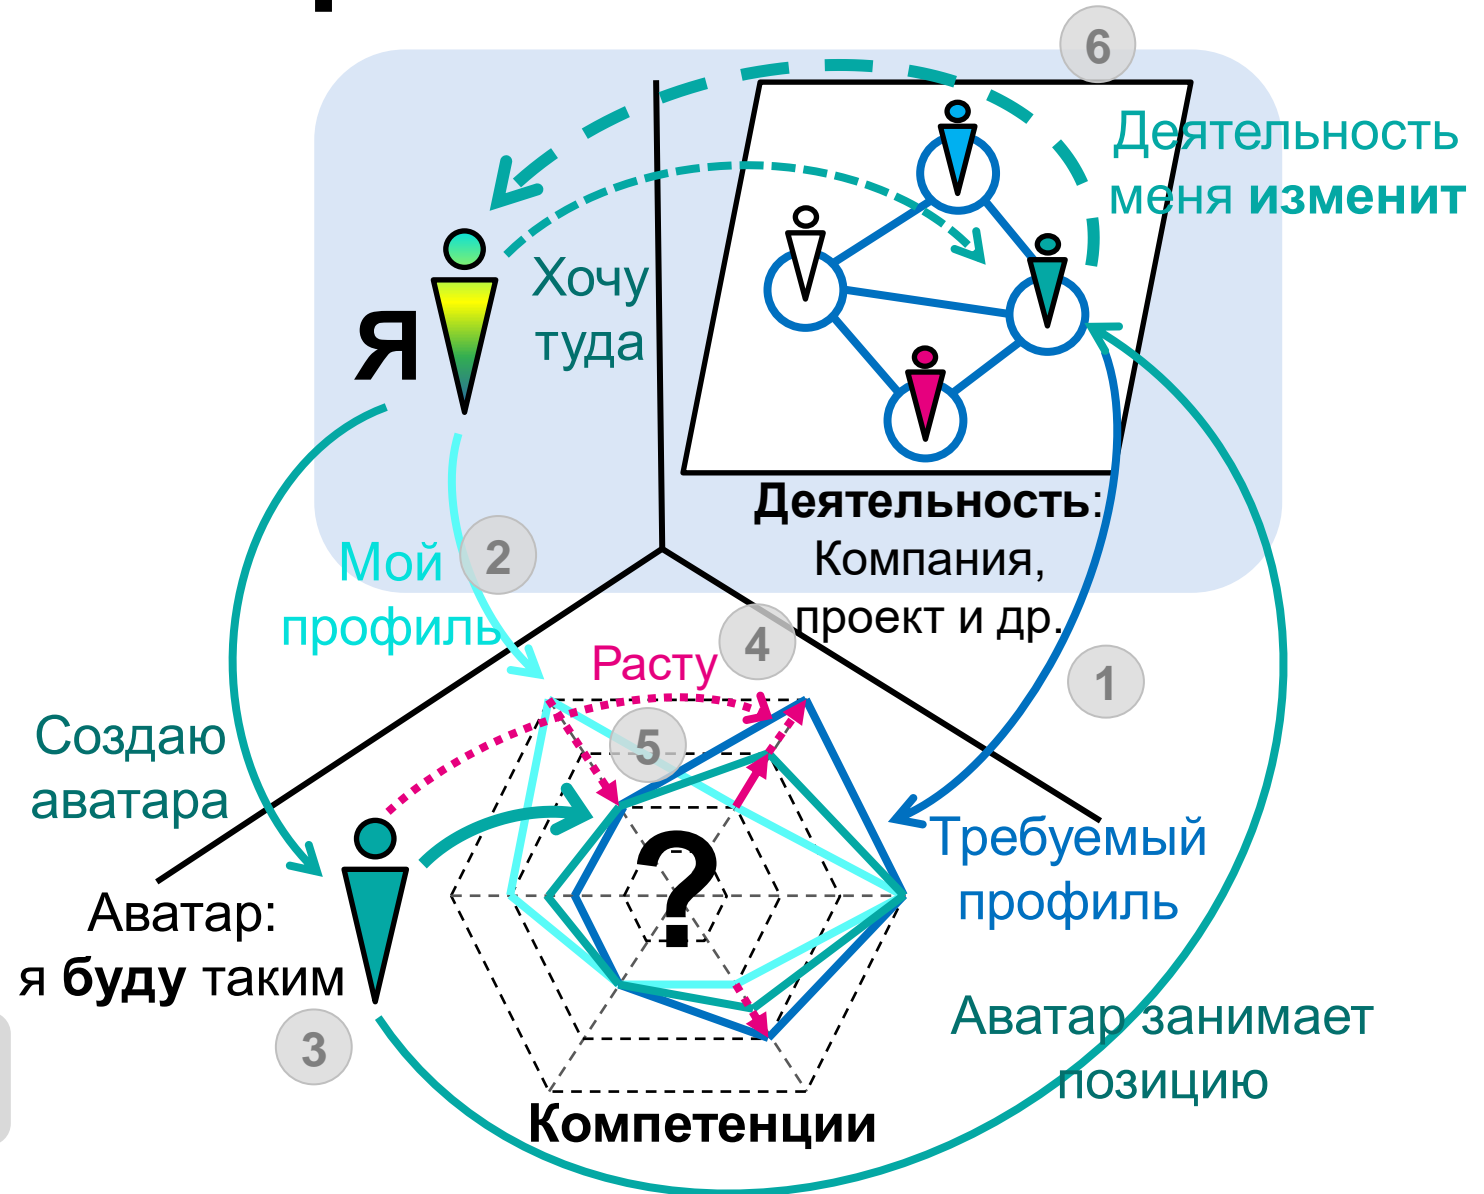 6
Деятельность
меня изменит
Хочу
туда
Я
Деятельность:
Компания,
проект и др.
2
Мой
профиль
4
Расту
1
5
Создаю
аватара
Требуемый
профиль
?
Аватар:
я буду таким
3
Аватар занимает
позицию
Компетенции